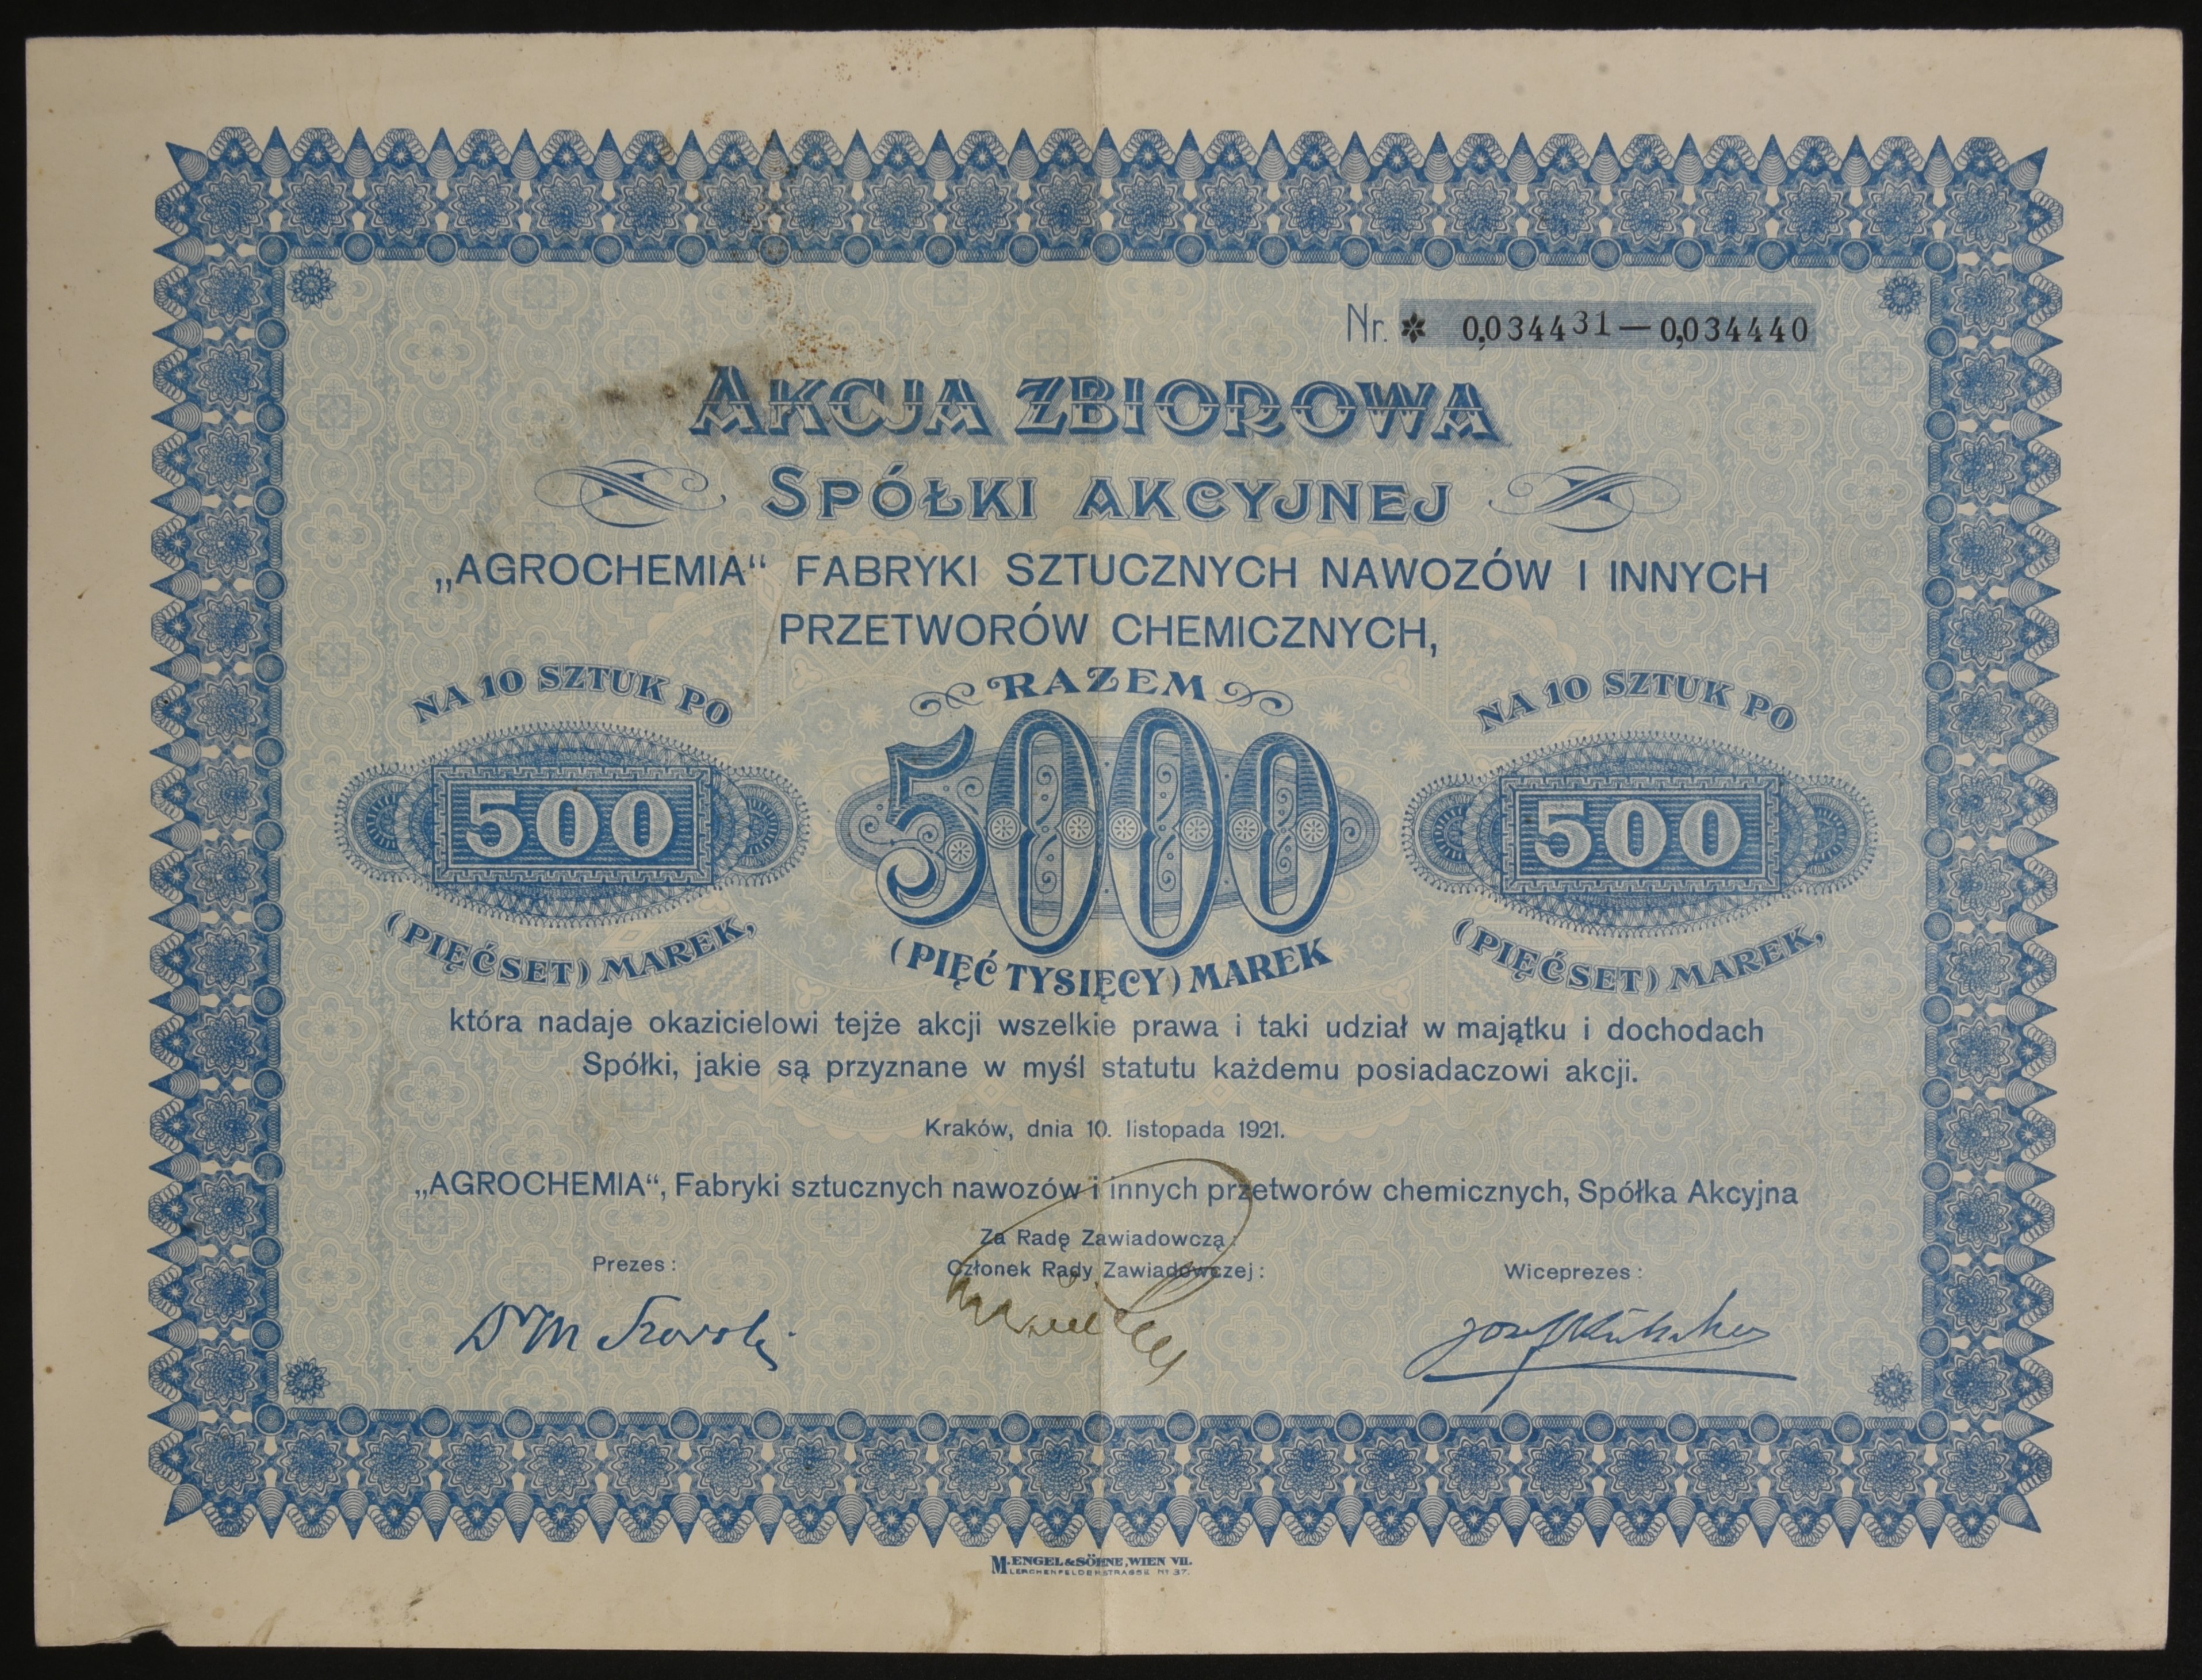 Nr. * 0,034431—0,034440
AKCJA ZBIOROWA
SPÓŁKI AKCYJNEJ
„AGROCHEMIA“ FABRYKI SZTUCZNYCH NAWOZÓW I INNYCH
PRZETWORÓW CHEMICZNYCH,
NA 10 SZTUK PO
500
(PIĘĆSET) MAREK,
RAZEM
5000
(PIĘĆ TYSIĘCY) MAREK
NA 10 SZTUK PO
500
(PIĘĆSET) MAREK,
która nadaje okazicielowi tejże akcji wszelkie prawa i taki udział w majątku i dochodach
Spółki, jakie są przyznane w myśl statutu każdemu posiadaczowi akcji.
Kraków, dnia 10. listopada 1921.
„AGROCHEMIA“, Fabryki sztucznych nawozów i innych przetworów chemicznych, Spółka Akcyjna
Za Radę Zawiadowczą:
Prezes:
Członek Rady Zawiadowczej:
Wiceprezes:
Dr M
Józef
M. ENGEL & SÖHNE, WIEN VII.
LERCHENFELDERSTRASSE Nr. 37.